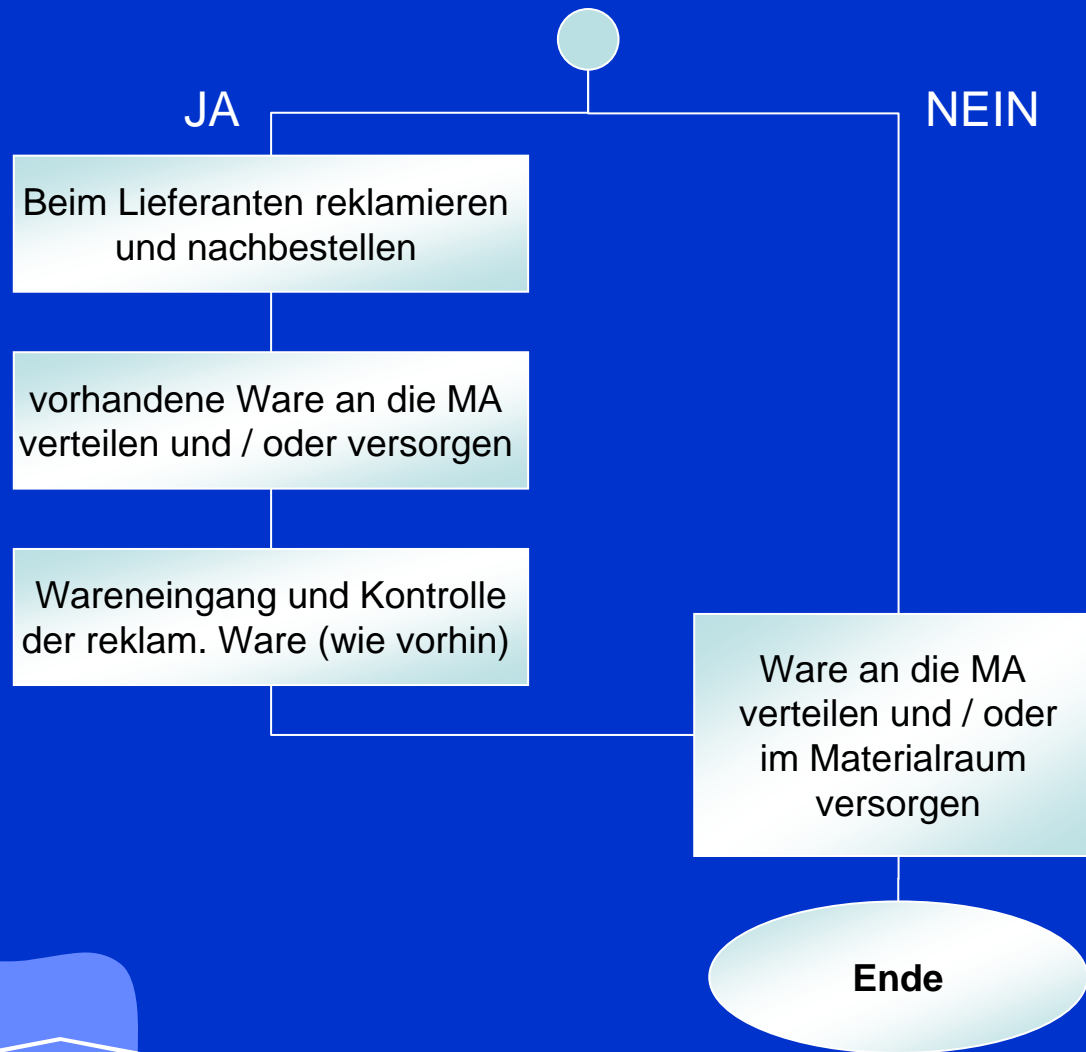 JA
NEIN
Beim Lieferanten reklamieren
und nachbestellen
vorhandene Ware an die MA
verteilen und / oder versorgen
Wareneingang und Kontrolle
der reklam. Ware (wie vorhin)
Ware an die MA
verteilen und / oder
im Materialraum
versorgen
Ende